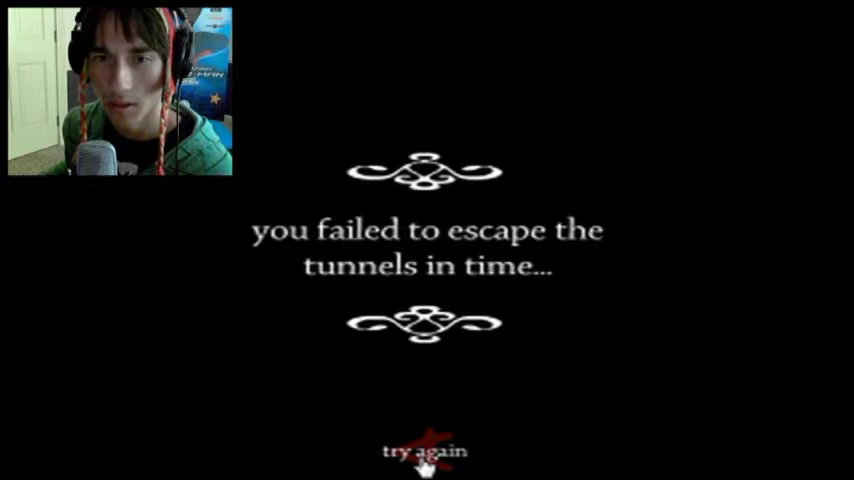 you failed to escape the
tunnels in time...
try again